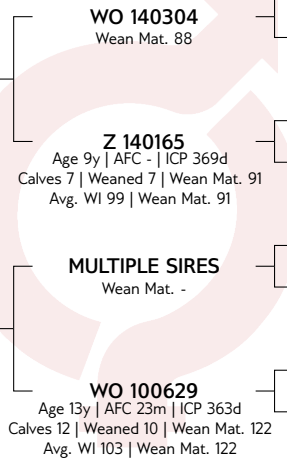 WO 140304
Wean Mat. 88
Z 140165
Age 9y | AFC - | ICP 369d
Calves 7 | Weaned 7 | Wean Mat. 91
Avg. WI 99 | Wean Mat. 91
MULTIPLE SIRES
Wean Mat. -
WO 100629
Age 13y | AFC 23m | ICP 363d
Calves 12 | Weaned 10 | Wean Mat. 122
Avg. WI 103 | Wean Mat. 122